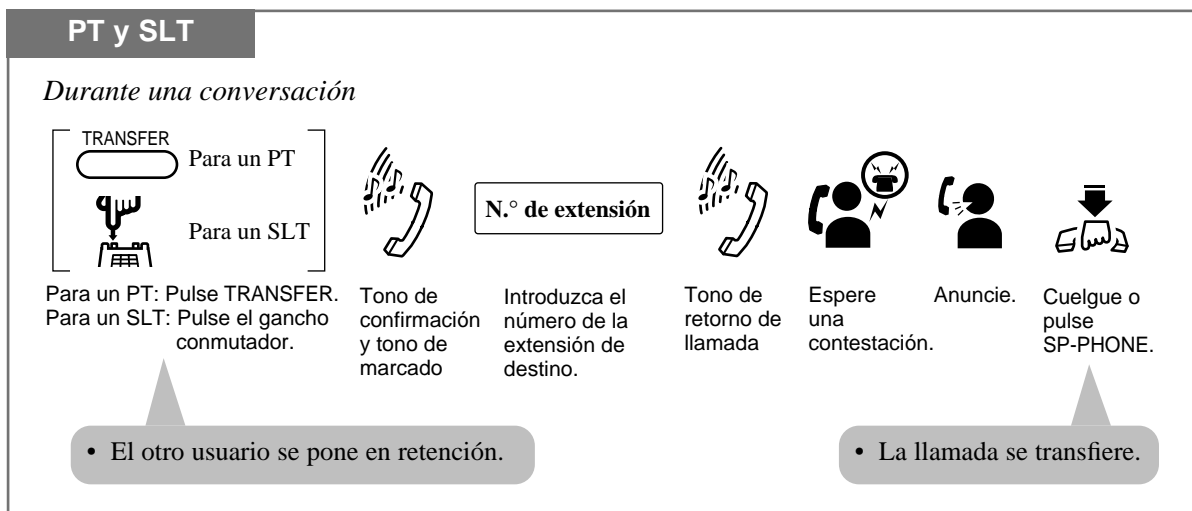 PT y SLT
Durante una conversación
TRANSFER
Para un PT
Para un SLT
N.° de extensión
Para un PT: Pulse TRANSFER.
Para un SLT: Pulse el gancho
conmutador.
Tono de
confirmación
y tono de
marcado
Introduzca el
número de la
extensión de
destino.
Tono de
retorno de
llamada
Espere
una
contestación.
Anuncie.
Cuelgue o
pulse
SP-PHONE.
• El otro usuario se pone en retención.
• La llamada se transfiere.